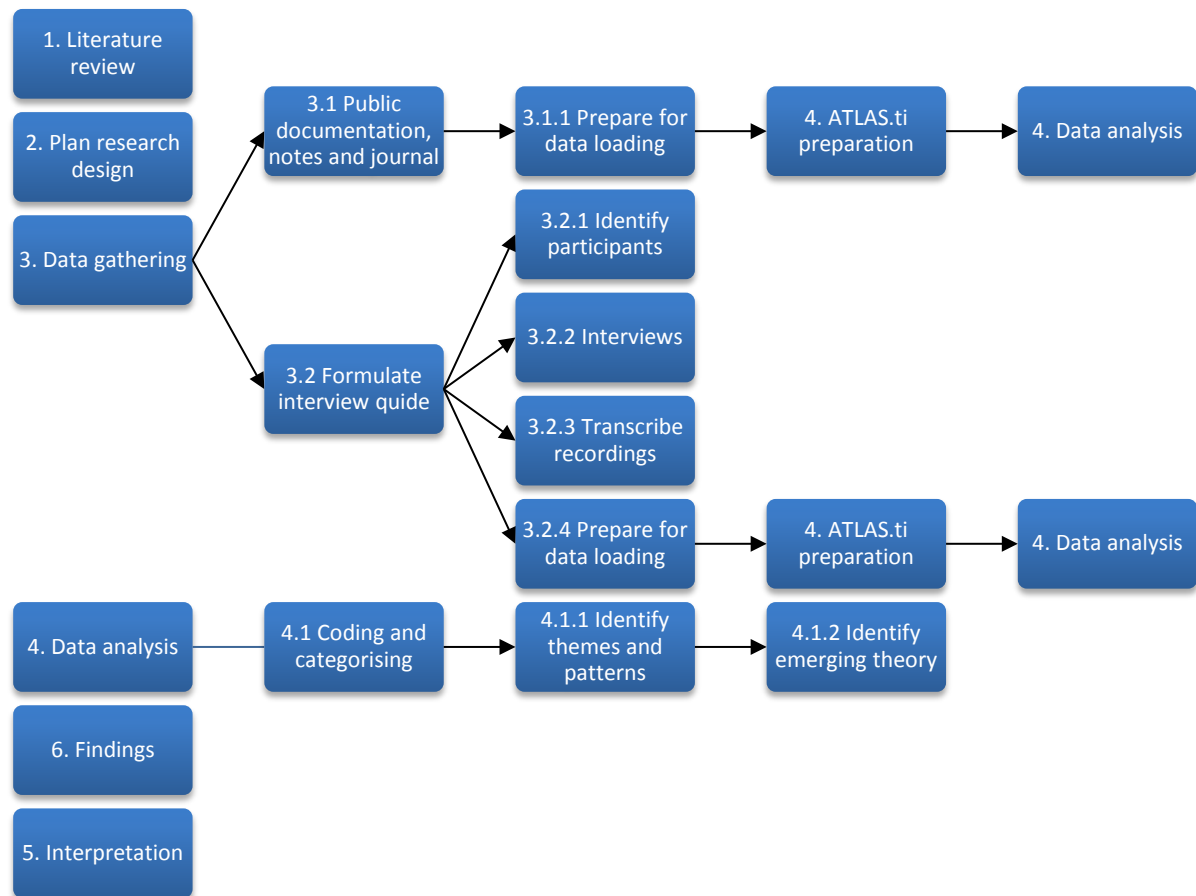 1. Literature
review
2. Plan research
design
3. Data gathering
3.1 Public
documentation,
notes and journal
3.1.1 Prepare for
data loading
4. ATLAS.ti
preparation
4. Data analysis
3.2 Formulate
interview quide
3.2.1 Identify
participants
3.2.2 Interviews
3.2.3 Transcribe
recordings
3.2.4 Prepare for
data loading
4. ATLAS.ti
preparation
4. Data analysis
4. Data analysis
4.1 Coding and
categorising
4.1.1 Identify
themes and
patterns
4.1.2 Identify
emerging theory
6. Findings
5. Interpretation